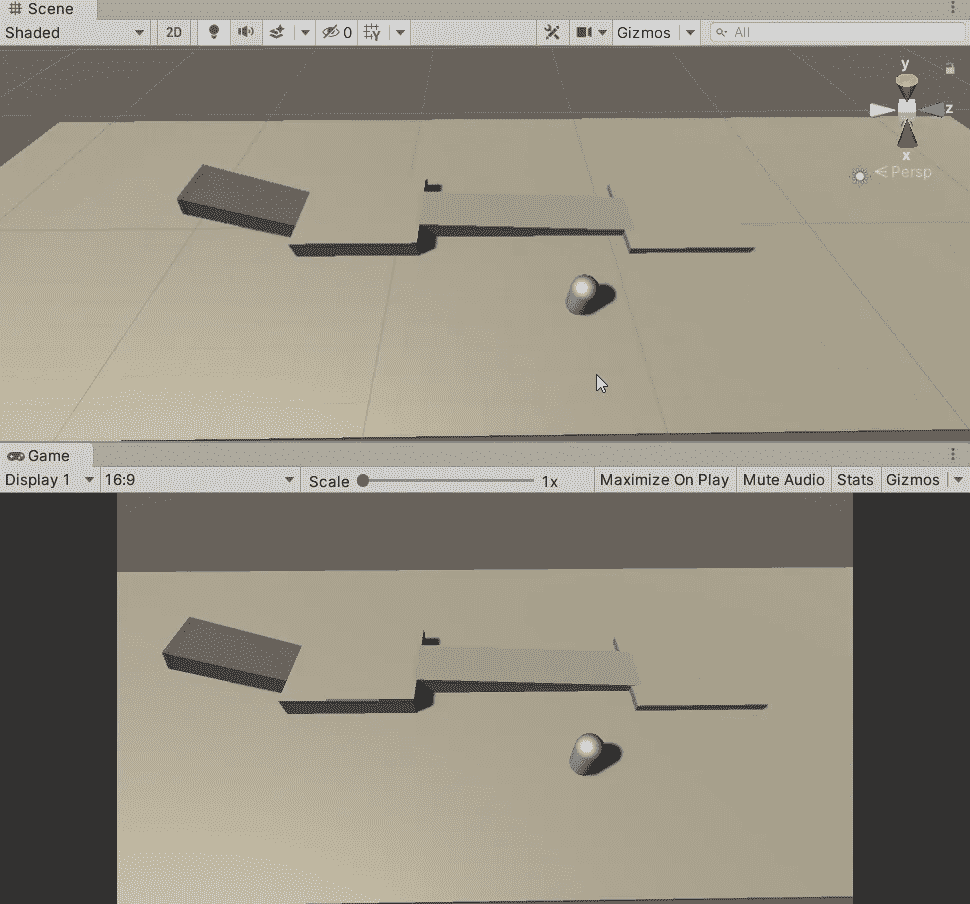 Scene
Shaded 2D 0 Gizmos All
y
z
x
Persp
Game
Display 1 16:9 Scale 1x Maximize On Play Mute Audio Stats Gizmos